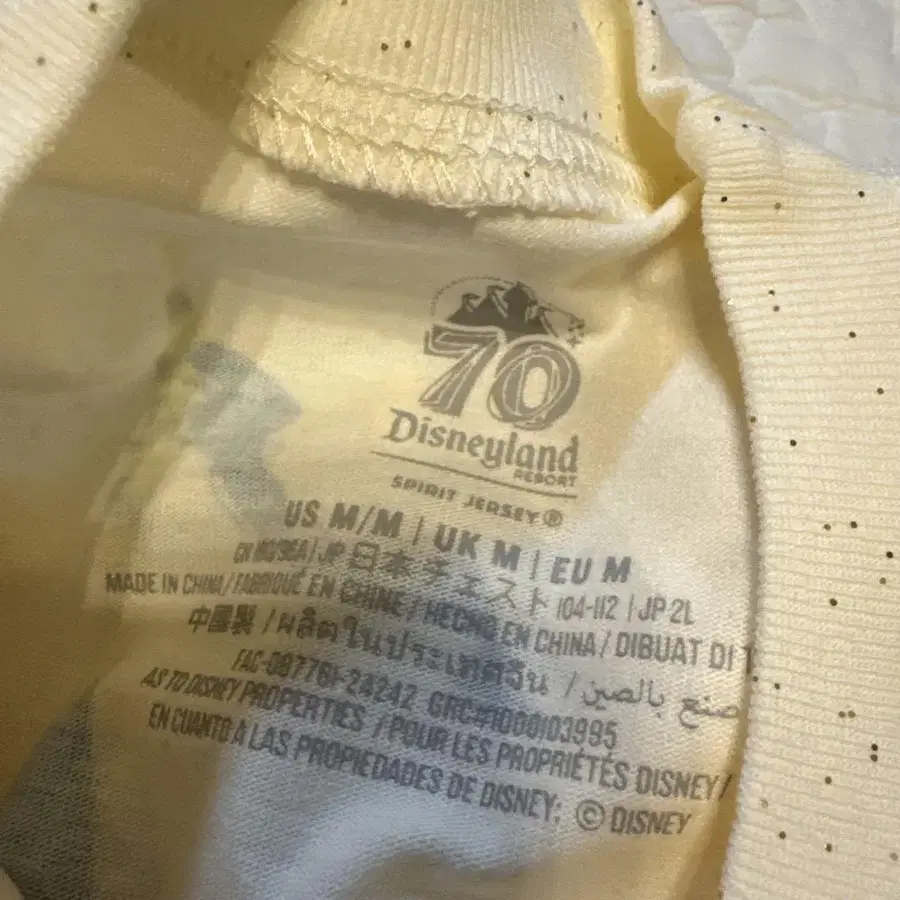 70
Disneyland
RESORT
SPIRIT JERSEY®
US M/M | UK M | EU M
CN 180/96A/JP 日本チェスト 104-112 | JP 2L
MADE IN CHINA/FABRIQUÉ EN CHINE/HECHO EN CHINA/DIBUAT DI
中國製/ผลิตในประเทศจีน/صنع بالصين
FAC-087761-24242 GRC#1000103995
AS TO DISNEY PROPERTIES / POUR LES PROPRIÉTÉS DISNEY/
EN CUANTO A LAS PROPIEDADES DE DISNEY: © DISNEY